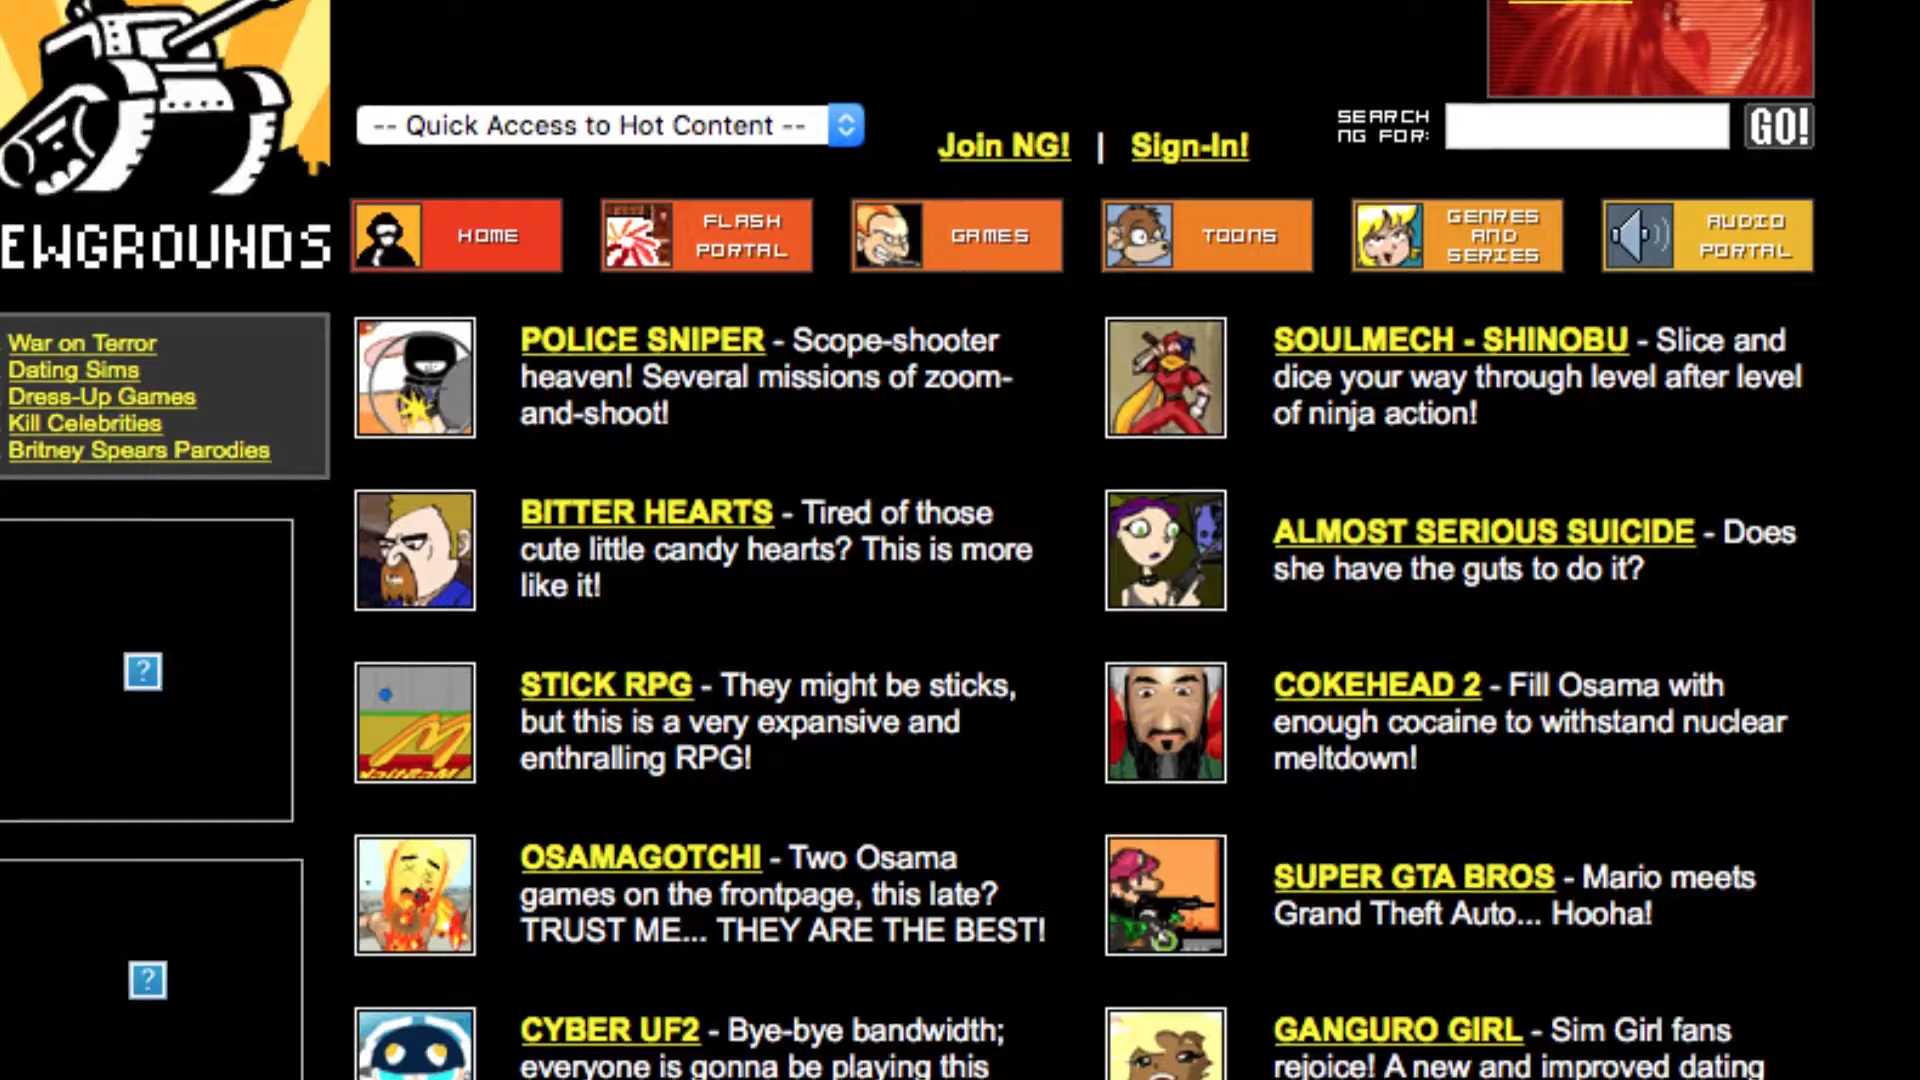 -- Quick Access to Hot Content --
Join NG! | Sign-In!
SEARCH
NG FOR:
GO!
EWGROUNDS
HOME
FLASH
PORTAL
GAMES
TOONS
GENRES
AND
SERIES
AUDIO
PORTAL
War on Terror
Dating Sims
Dress-Up Games
Kill Celebrities
Britney Spears Parodies
?
?
POLICE SNIPER - Scope-shooter
heaven! Several missions of zoom-
and-shoot!
SOULMECH - SHINOBU - Slice and
dice your way through level after level
of ninja action!
BITTER HEARTS - Tired of those
cute little candy hearts? This is more
like it!
ALMOST SERIOUS SUICIDE - Does
she have the guts to do it?
STICK RPG - They might be sticks,
but this is a very expansive and
enthralling RPG!
COKEHEAD 2 - Fill Osama with
enough cocaine to withstand nuclear
meltdown!
OSAMAGOTCHI - Two Osama
games on the frontpage, this late?
TRUST ME... THEY ARE THE BEST!
SUPER GTA BROS - Mario meets
Grand Theft Auto... Hooha!
CYBER UF2 - Bye-bye bandwidth;
everyone is gonna be playing this
GANGURO GIRL - Sim Girl fans
rejoice! A new and improved dating